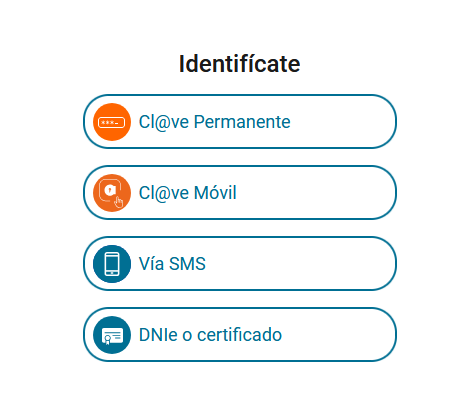 Identifícate
Cl@ve Permanente
Cl@ve Móvil
Vía SMS
DNIe o certificado